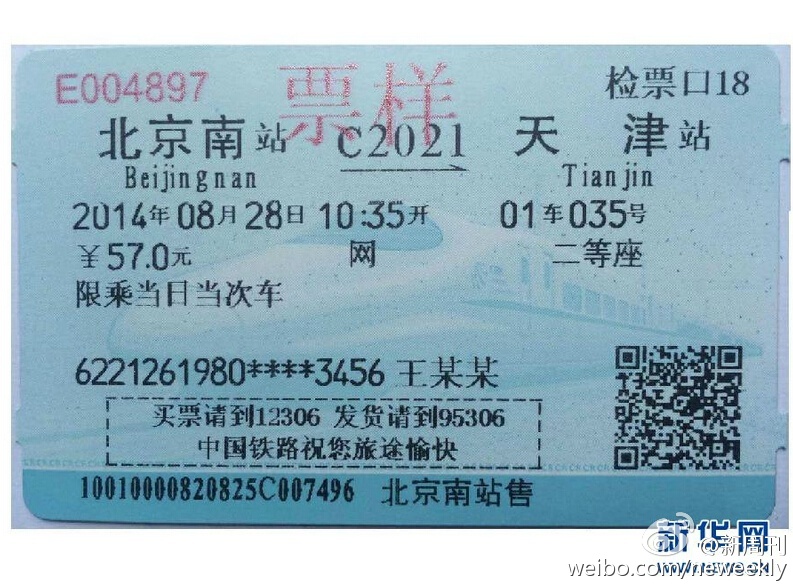 E004897
票样
检票口18
北京南站 C2021 天津站
Beijingnan Tianjin
2014年08月28日 10:35开 01车035号
￥57.0元 网 二等座
限乘当日当次车
6221261980****3456 王某某
买票请到12306 发货请到95306
中国铁路祝您旅途愉快
10010000820825C007496 北京南站售
新华网
@新周刊
weibo.com/neweekly